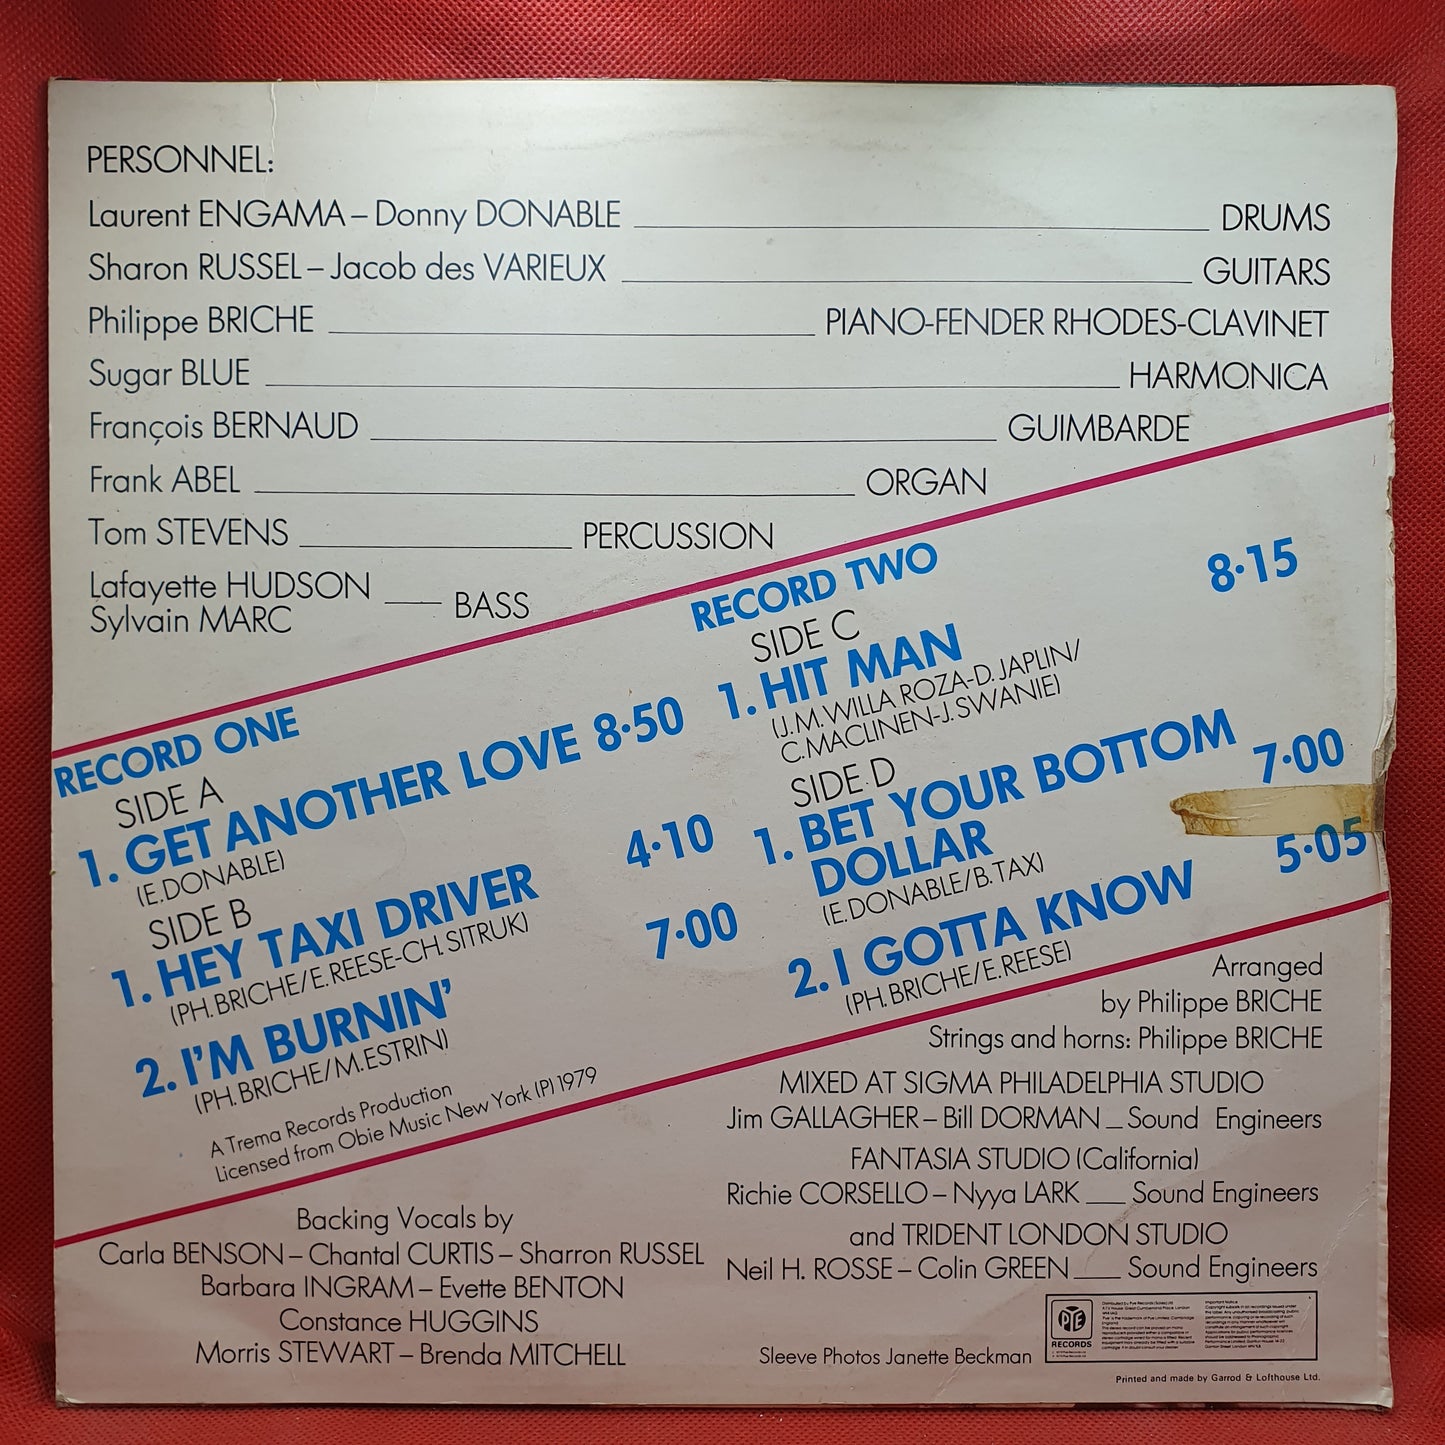 PERSONNEL:
Laurent ENGAMA – Donny DONABLE DRUMS
Sharon RUSSEL – Jacob des VARIEUX GUITARS
Philippe BRICHE PIANO-FENDER RHODES-CLAVINET
Sugar BLUE HARMONICA
François BERNAUD GUIMBARDE
Frank ABEL ORGAN
Tom STEVENS PERCUSSION
Lafayette HUDSON
Sylvain MARC BASS
RECORD ONE
SIDE A
1. GET ANOTHER LOVE 8·50
(E.DONABLE)
SIDE B
1. HEY TAXI DRIVER 4·10
(PH. BRICHE/E.REESE-CH. SITRUK)
2. I'M BURNIN' 7·00
(PH. BRICHE/M.ESTRIN)
A Trema Records Production
Licensed from Obie Music New York (P) 1979
RECORD TWO
SIDE C
1. HIT MAN 8·15
(J.M.WILLA ROZA-D. JAPLIN/
C.MACLINEN-J. SWANIE)
SIDE D
1. BET YOUR BOTTOM
DOLLAR 7·00
(E.DONABLE/B.TAX)
2. I GOTTA KNOW 5·05
(PH. BRICHE/E.REESE)
Arranged
by Philippe BRICHE
Strings and horns: Philippe BRICHE
MIXED AT SIGMA PHILADELPHIA STUDIO
Jim GALLAGHER – Bill DORMAN Sound Engineers
FANTASIA STUDIO (California)
Richie CORSELLO – Nyya LARK Sound Engineers
and TRIDENT LONDON STUDIO
Neil H. ROSSE – Colin GREEN Sound Engineers
Backing Vocals by
Carla BENSON – Chantal CURTIS – Sharron RUSSEL
Barbara INGRAM – Evette BENTON
Constance HUGGINS
Morris STEWART – Brenda MITCHELL
Sleeve Photos Janette Beckman
PYE
RECORDS
Printed and made by Garrod & Lofthouse Ltd.